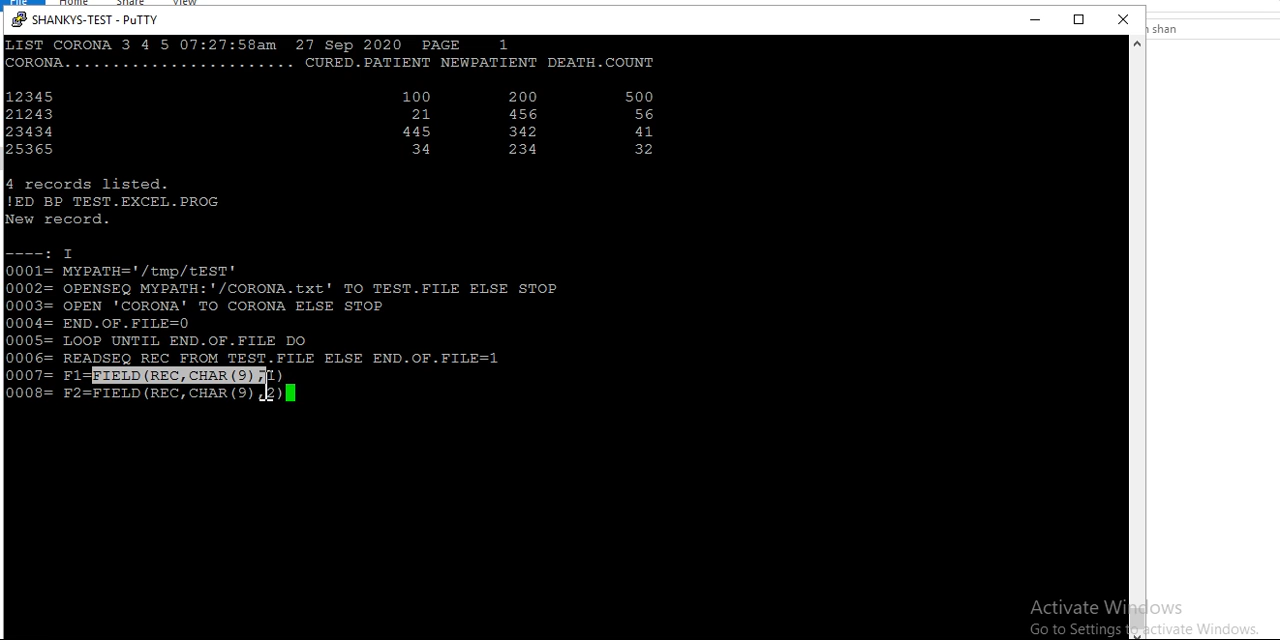 File Home Share View
SHANKYS-TEST - PuTTY
shan
LIST CORONA 3 4 5 07:27:58am  27 Sep 2020  PAGE    1
CORONA........................ CURED.PATIENT NEWPATIENT DEATH.COUNT
12345 100 200 500
21243 21 456 56
23434 445 342 41
25365 34 234 32
4 records listed.
!ED BP TEST.EXCEL.PROG
New record.
----: I
0001= MYPATH='/tmp/tEST'
0002= OPENSEQ MYPATH:'/CORONA.txt' TO TEST.FILE ELSE STOP
0003= OPEN 'CORONA' TO CORONA ELSE STOP
0004= END.OF.FILE=0
0005= LOOP UNTIL END.OF.FILE DO
0006= READSEQ REC FROM TEST.FILE ELSE END.OF.FILE=1
0007= F1=FIELD(REC,CHAR(9),1)
0008= F2=FIELD(REC,CHAR(9),2)
Activate Windows
Go to Settings to activate Windows.